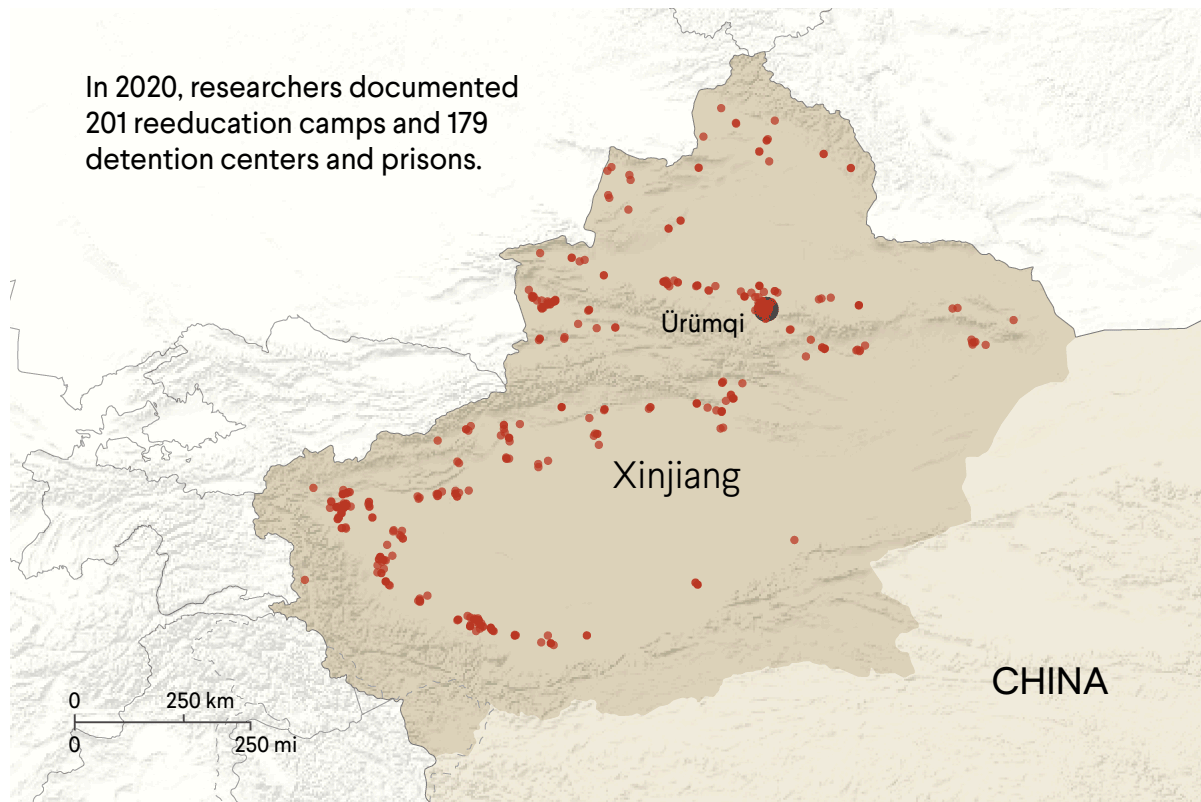 In 2020, researchers documented
201 reeducation camps and 179
detention centers and prisons.
Ürümqi
Xinjiang
CHINA
0 250 km
0 250 mi